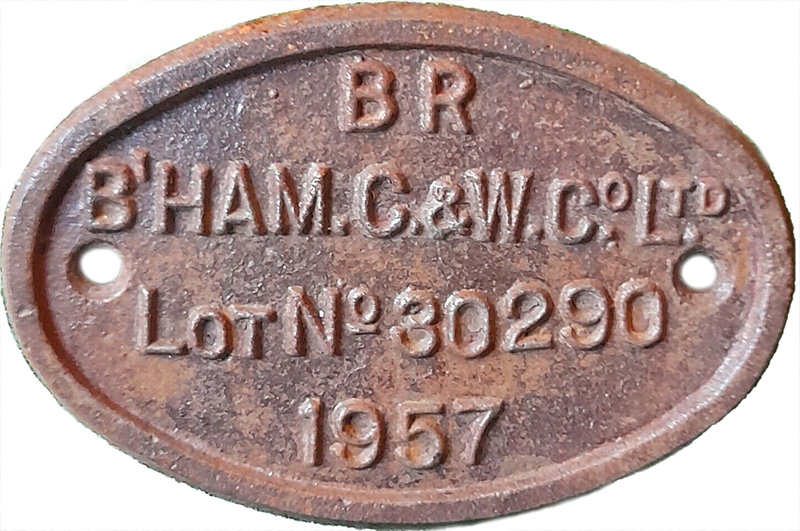 BR
B'HAM.C.&W.Cº.LTD
LOT Nº 30290
1957